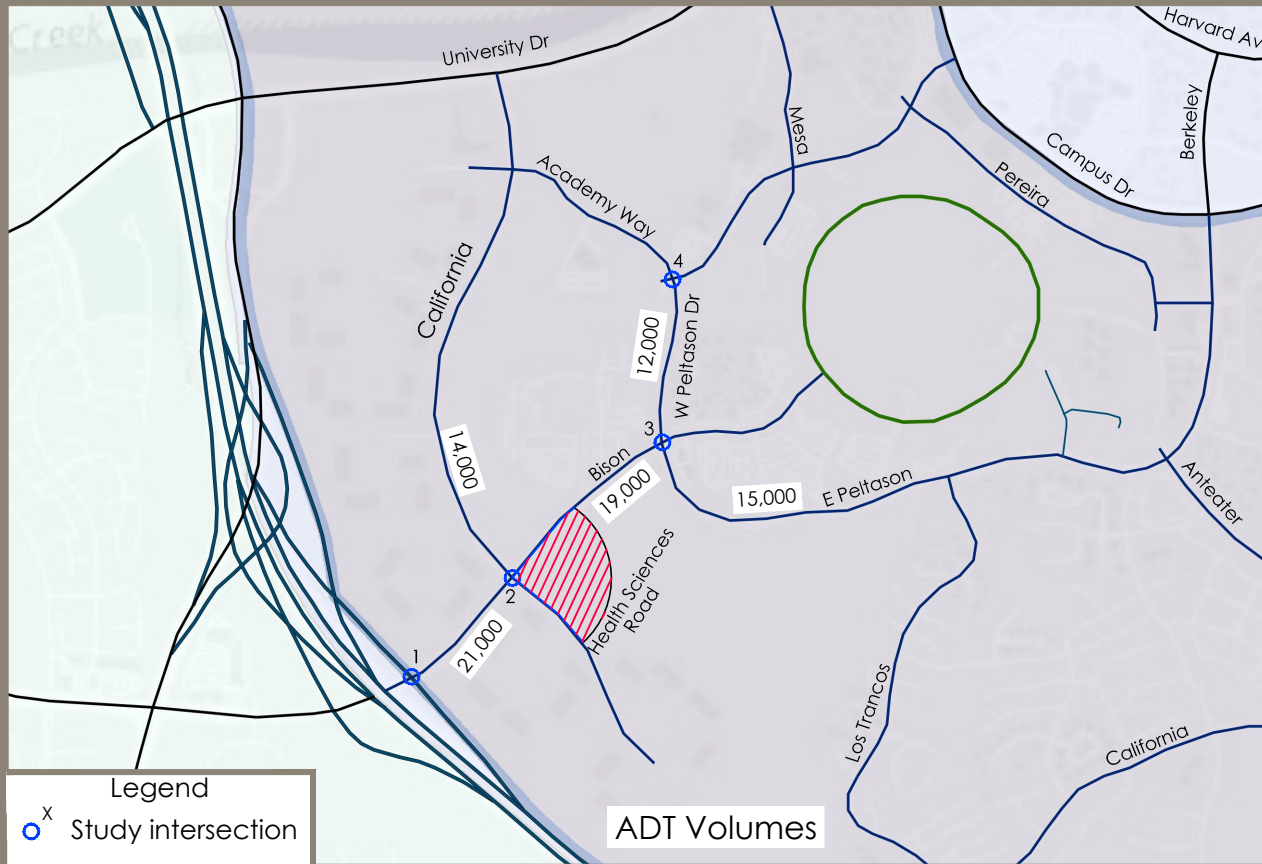 Creek
University Dr
Harvard Av
Berkeley
Mesa
Campus Dr
Pereira
Academy Way
California
4
12,000
W Peltason Dr
3
14,000
Bison
19,000
15,000
E Peltason
Anteater
Health Sciences
Road
2
21,000
1
Los Trancos
California
Legend
X
Study intersection
ADT Volumes